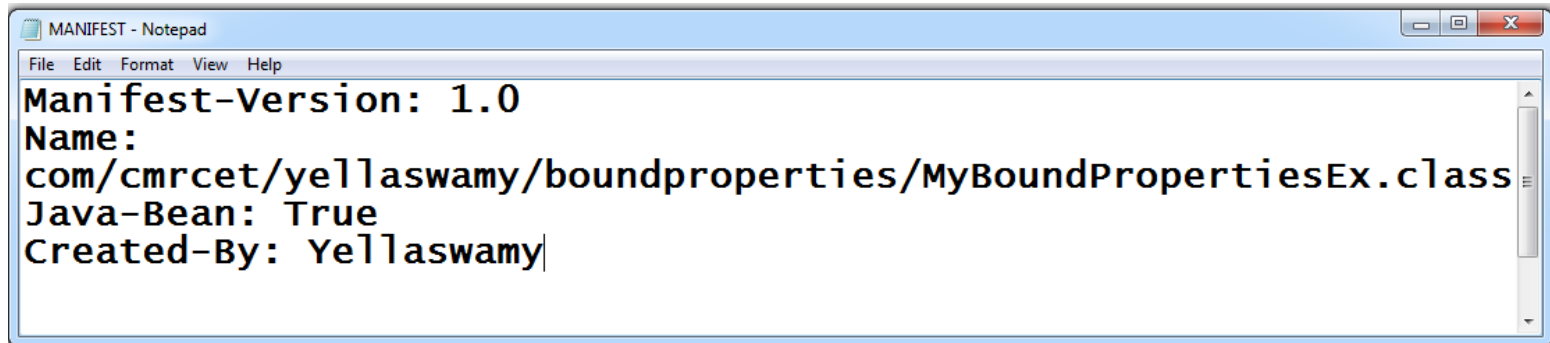 MANIFEST - Notepad
File Edit Format View Help
Manifest-Version: 1.0
Name:
com/cmrcet/yellaswamy/boundproperties/MyBoundPropertiesEx.class
Java-Bean: True
Created-By: Yellaswamy